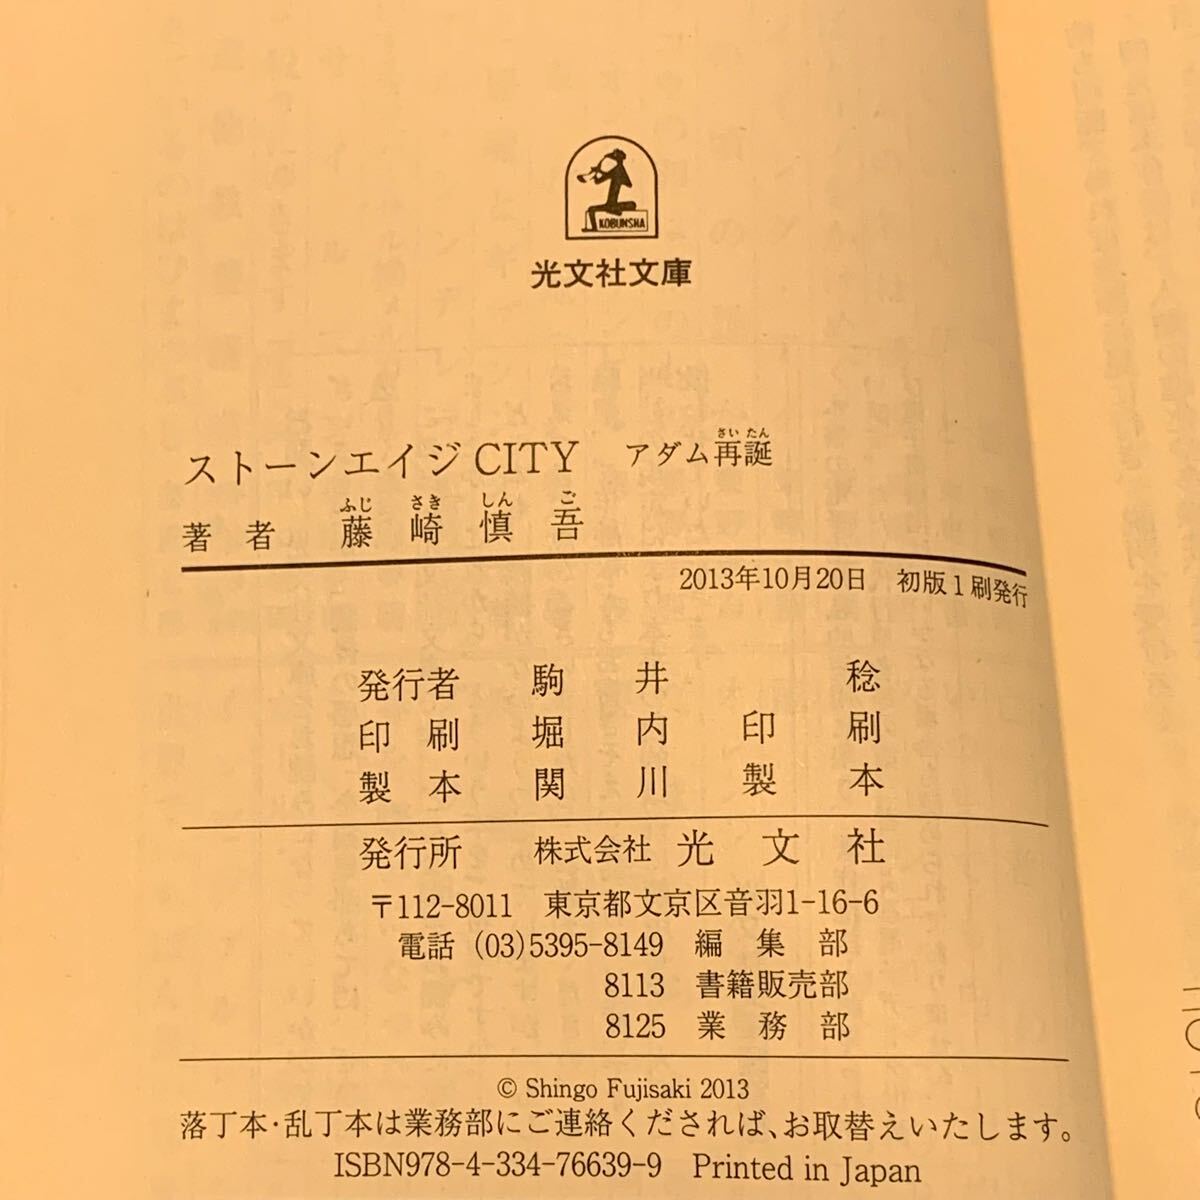 KOBUNSHA
光文社文庫
ストーンエイジCITY アダム再誕
さいたん
著者 藤崎慎吾
ふじ さき しん ご
2013年10月20日 初版1刷発行
発行者 駒井 稔
印刷 堀内印刷
製本 関川製本
発行所 株式会社 光文社
〒112-8011 東京都文京区音羽1-16-6
電話 (03)5395-8149 編集部
8113 書籍販売部
8125 業務部
© Shingo Fujisaki 2013
落丁本・乱丁本は業務部にご連絡くだされば、お取替えいたします。
ISBN978-4-334-76639-9 Printed in Japan